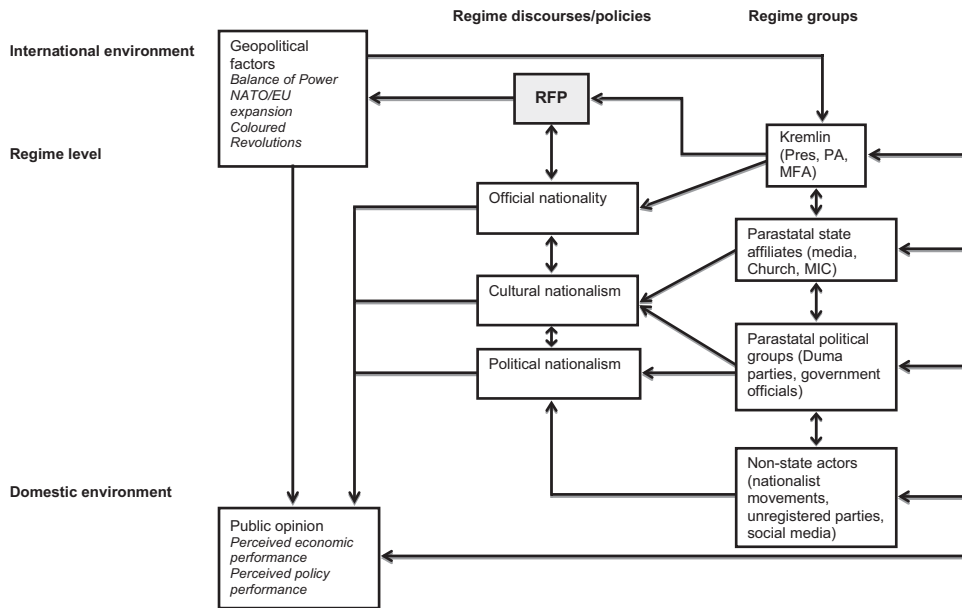 Regime discourses/policies
Regime groups
International environment
Geopolitical
factors
Balance of Power
NATO/EU
expansion
Coloured
Revolutions
RFP
Regime level
Kremlin
(Pres, PA,
MFA)
Official nationality
Parastatal state
affiliates (media,
Church, MIC)
Cultural nationalism
Parastatal political
groups (Duma
parties, government
officials)
Political nationalism
Non-state actors
(nationalist
movements,
unregistered parties,
social media)
Domestic environment
Public opinion
Perceived economic
performance
Perceived policy
performance